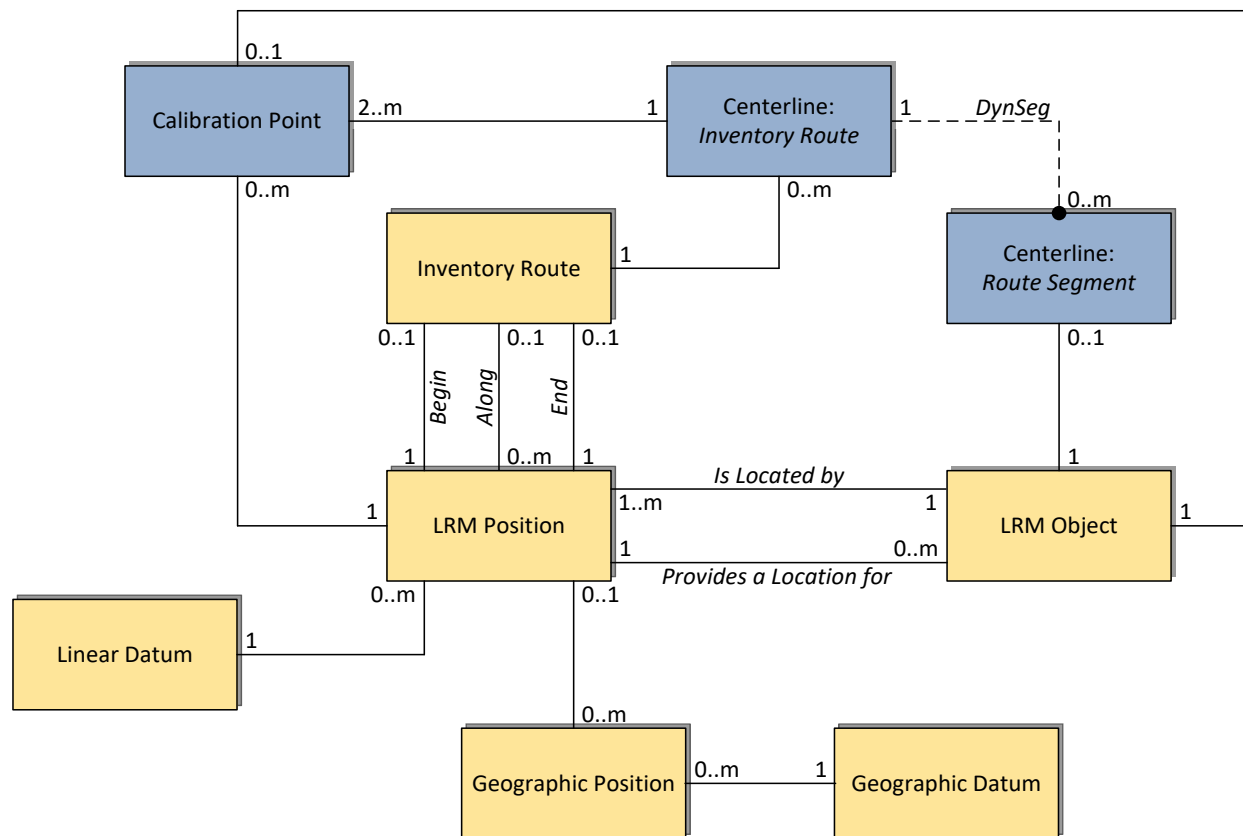 0..1
Calibration Point
2..m
1
Centerline:
Inventory Route
1
DynSeg
0..m
0..m
0..m
Inventory Route
1
Centerline:
Route Segment
0..1
0..1
0..1
0..1
Begin
Along
End
1
0..m
1
Is Located by
1
1..m
1
1
LRM Position
LRM Object
1
1
0..m
Provides a Location for
0..m
0..1
Linear Datum
1
0..m
Geographic Position
0..m
1
Geographic Datum